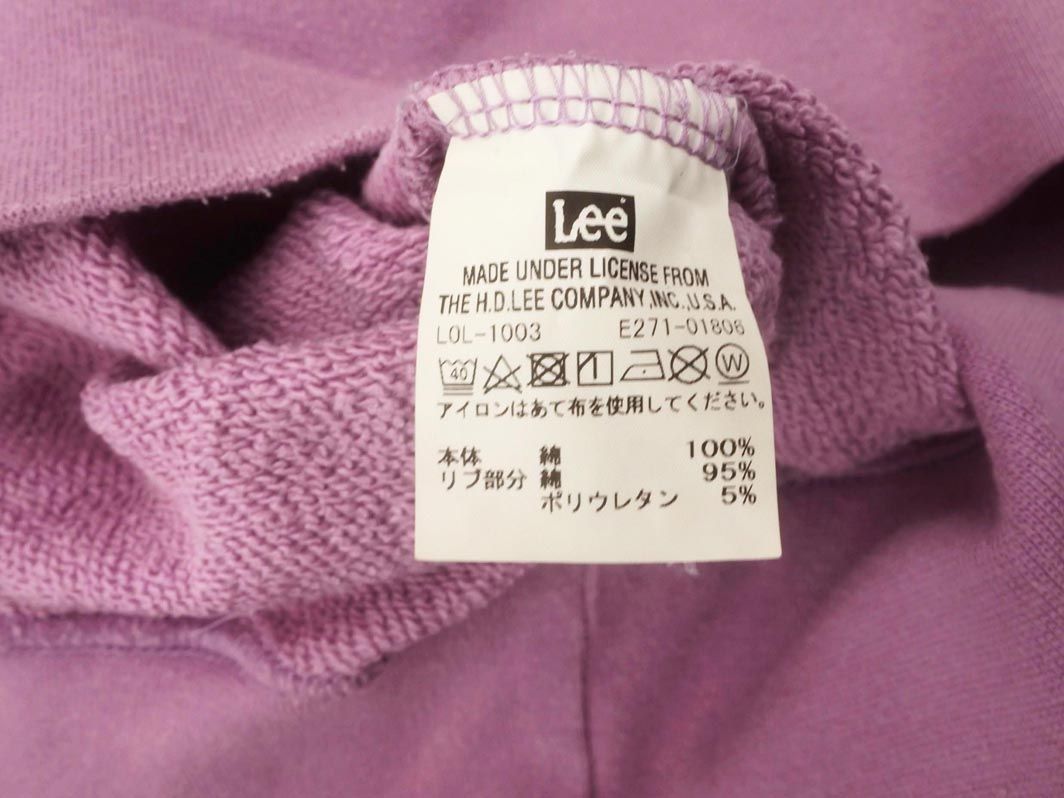 Lee
MADE UNDER LICENSE FROM
THE H.D.LEE COMPANY,INC.,U.S.A.
LOL-1003 E271-01806
40 W
アイロンはあて布を使用してください。
本体 綿 100%
リブ部分 綿 95%
ポリウレタン 5%